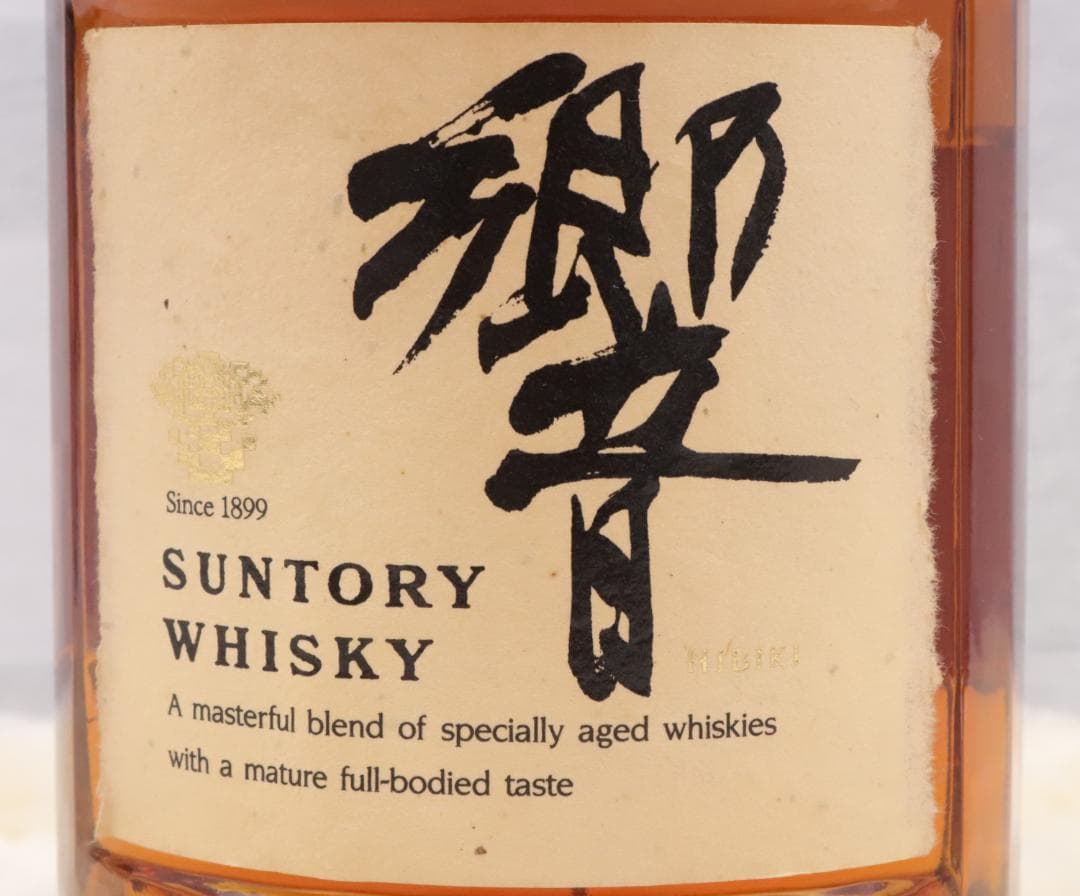 響
Since 1899
SUNTORY
WHISKY
HIBIKI
A masterful blend of specially aged whiskies
with a mature full-bodied taste